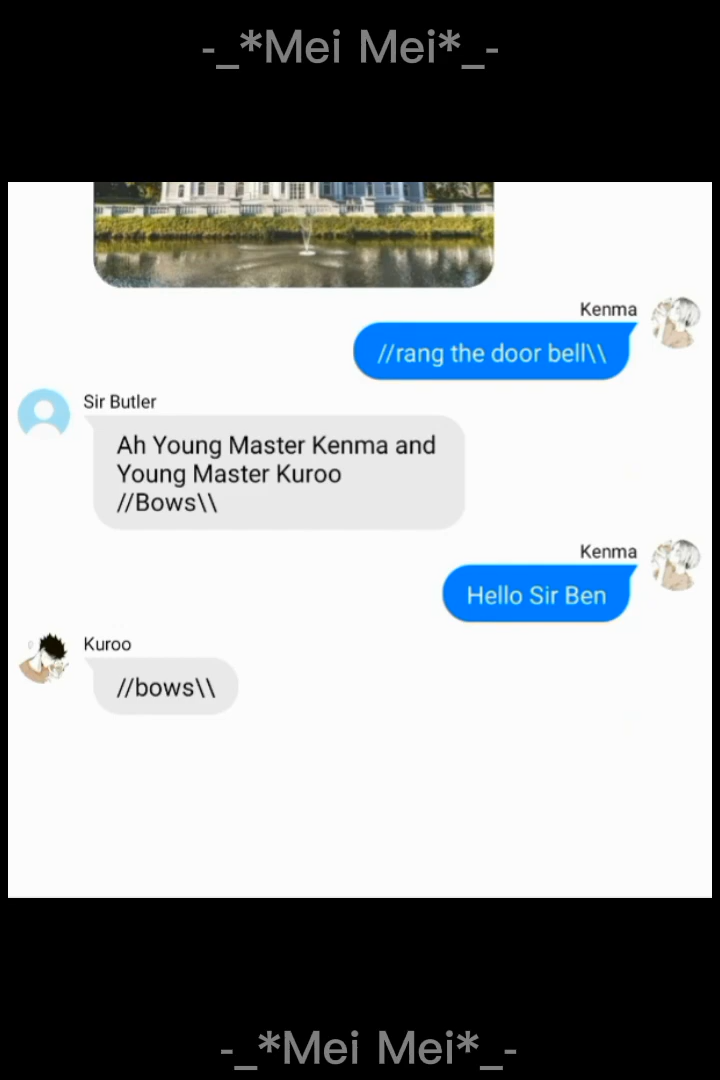 -_*Mei Mei*_-
Kenma
//rang the door bell\\
Sir Butler
Ah Young Master Kenma and
Young Master Kuroo
//Bows\\
Kenma
Hello Sir Ben
Kuroo
//bows\\
-_*Mei Mei*_-